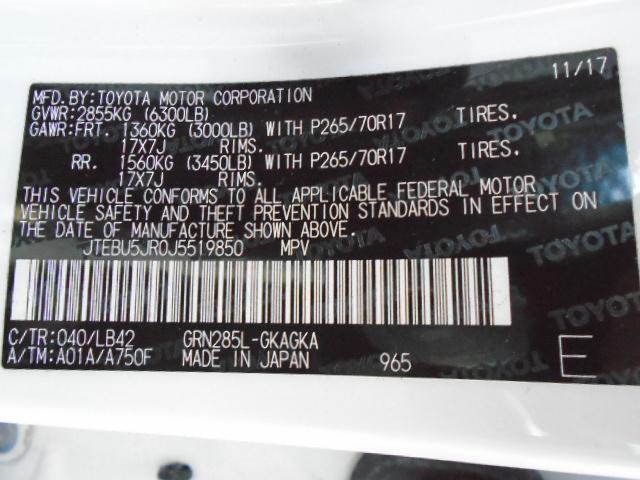 11/17
MFD.BY:TOYOTA MOTOR CORPORATION
GVWR:2855KG (6300LB)
GAWR:FRT. 1360KG (3000LB) WITH P265/70R17 TIRES.
17X7J RIMS.
RR. 1560KG (3450LB) WITH P265/70R17 TIRES.
17X7J RIMS.
THIS VEHICLE CONFORMS TO ALL APPLICABLE FEDERAL MOTOR
VEHICLE SAFETY AND THEFT PREVENTION STANDARDS IN EFFECT ON
THE DATE OF MANUFACTURE SHOWN ABOVE.
JTEBU5JR0J5519850 MPV
C/TR:040/LB42 GRN285L-GKAGKA
A/TM:A01A/A750F MADE IN JAPAN 965 E